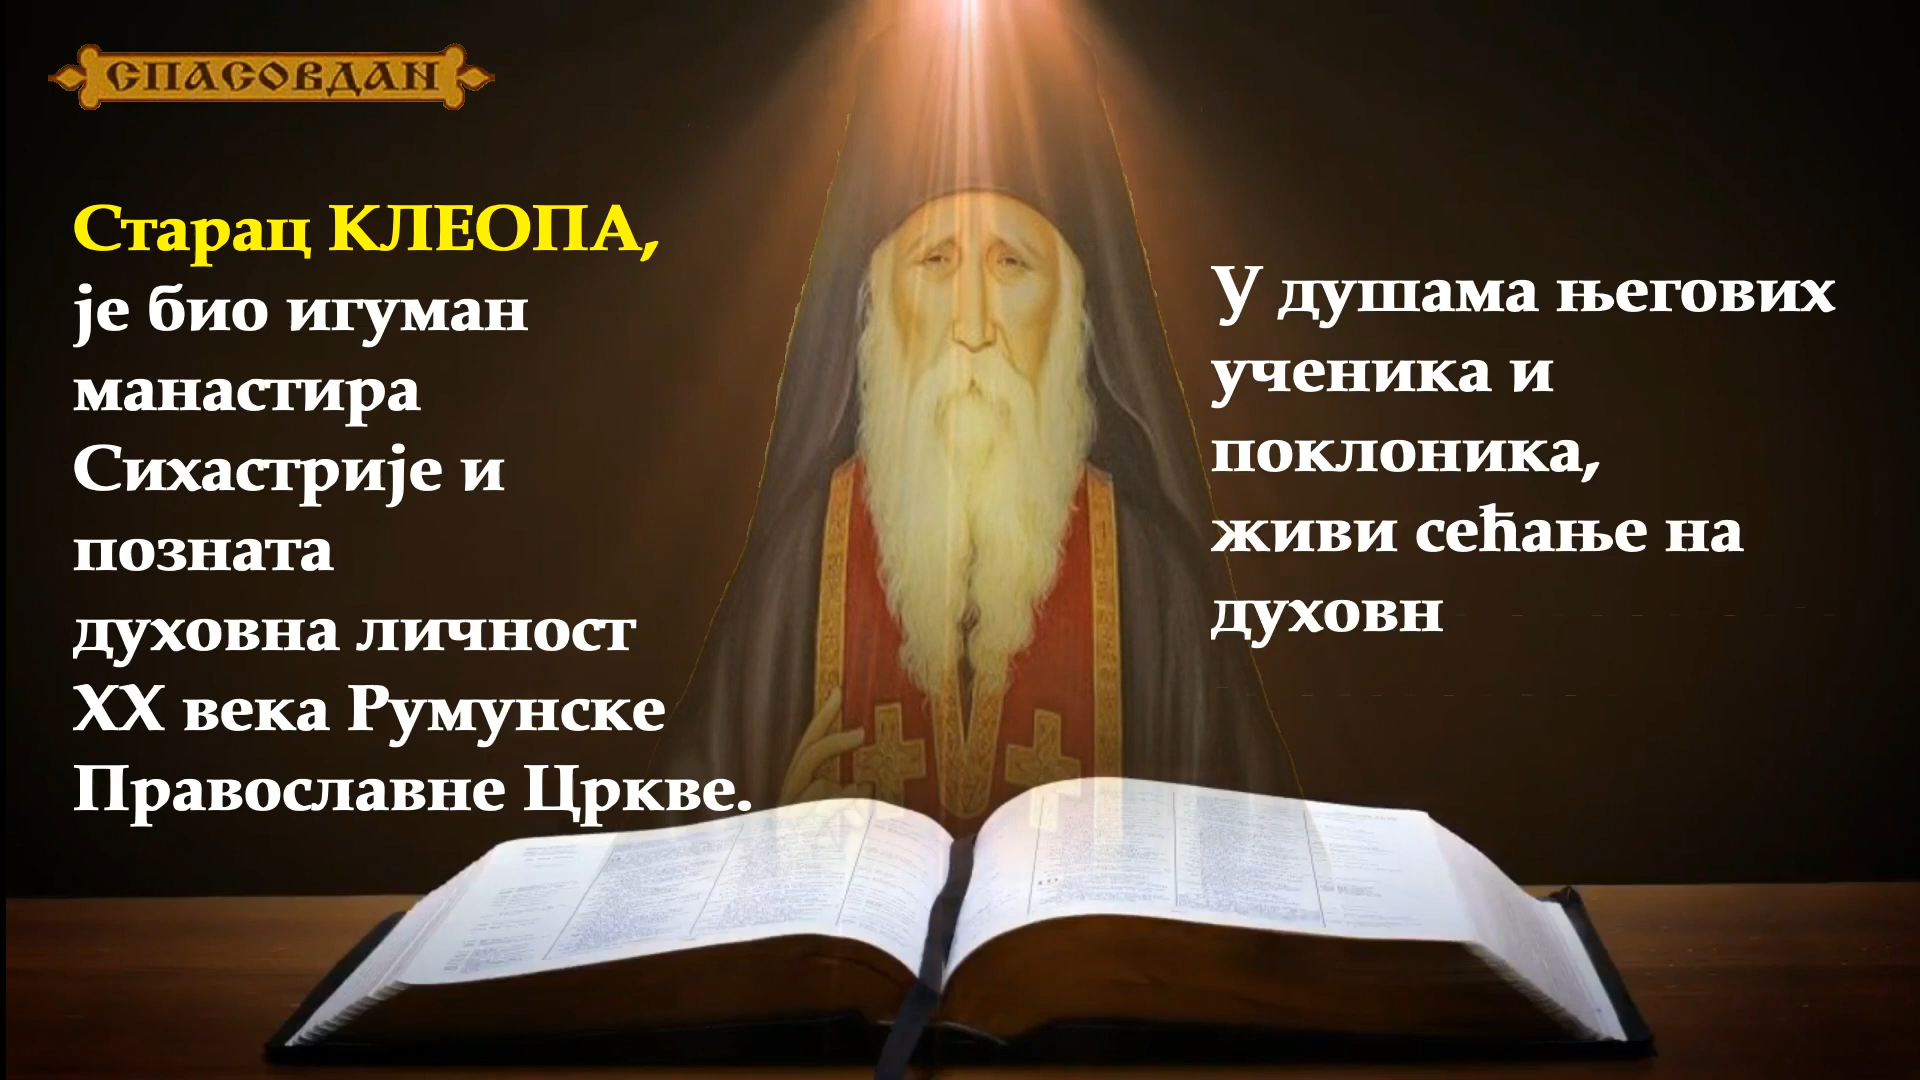 СПАСОВДАН
Старац КЛЕОПА,
је био игуман
манастира
Сихастрије и
позната
духовна личност
XX века Румунске
Православне Цркве.
У душама његових
ученика и
поклоника,
живи сећање на
духовн